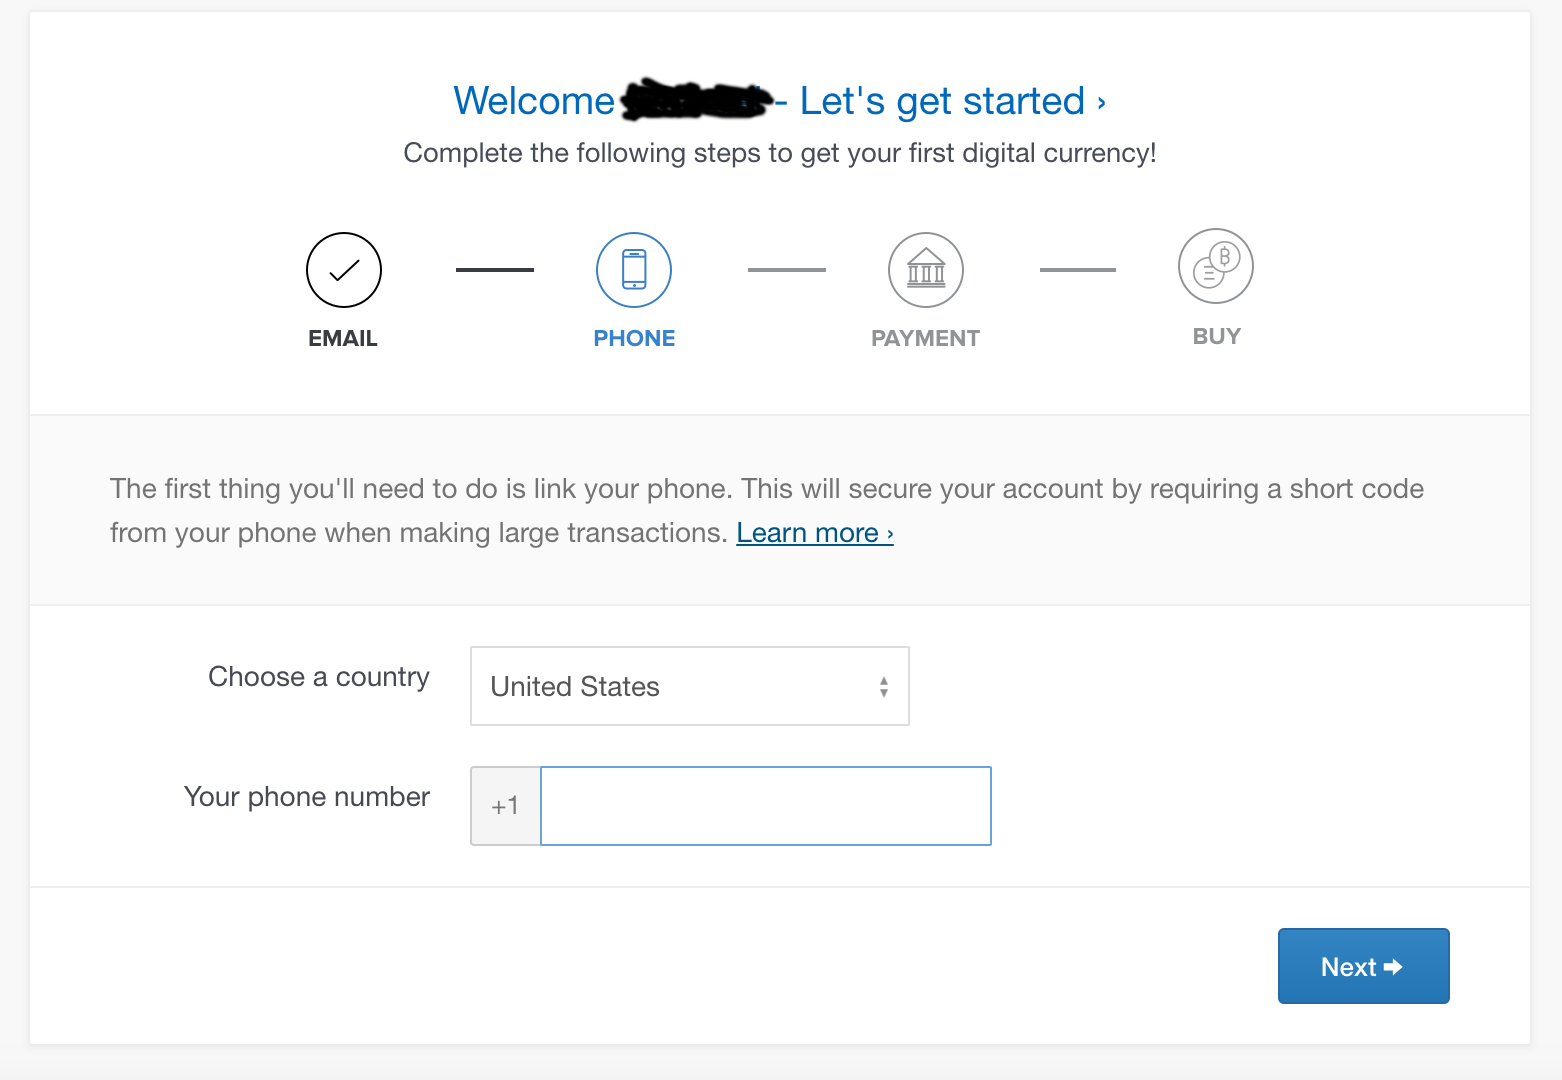 Welcome - Let's get started ›
Complete the following steps to get your first digital currency!
EMAIL
PHONE
PAYMENT
BUY
The first thing you'll need to do is link your phone. This will secure your account by requiring a short code
from your phone when making large transactions. Learn more ›
Choose a country
United States
Your phone number
+1
Next